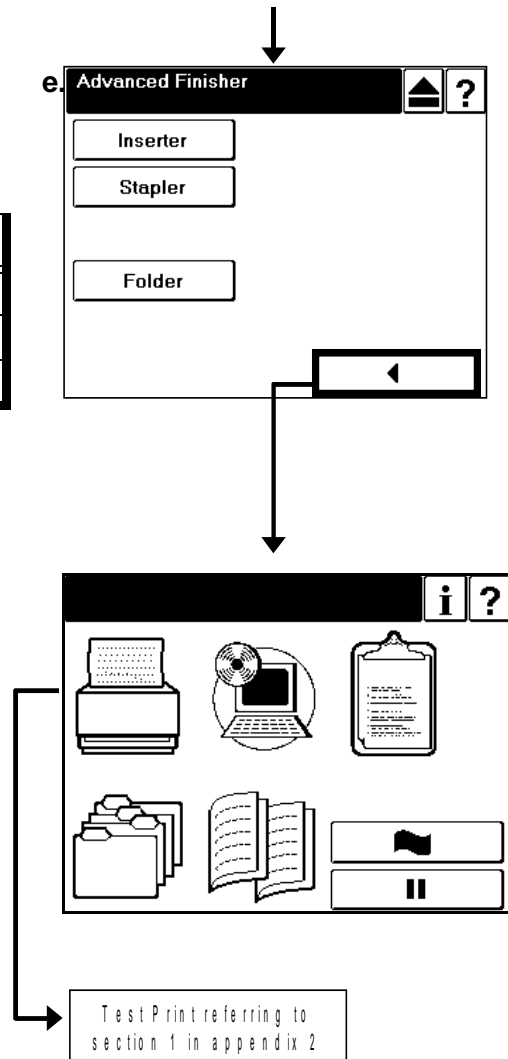 e.
Advanced Finisher
?
Inserter
Stapler
Folder
i ?
Test Print referring to
section 1 in appendix 2